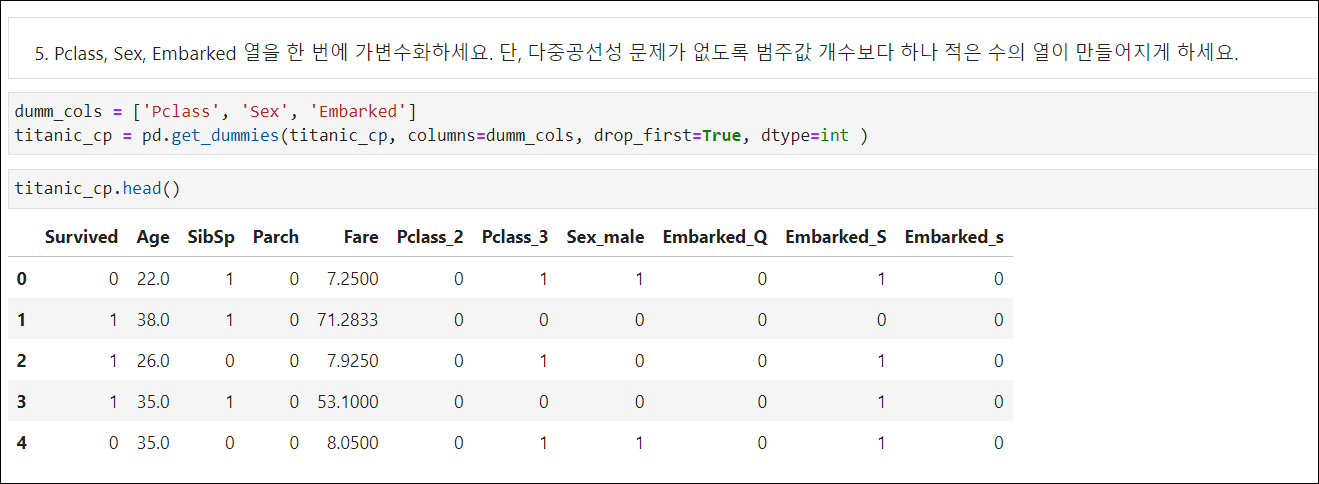 5. Pclass, Sex, Embarked 열을 한 번에 가변수화하세요. 단, 다중공선성 문제가 없도록 범주값 개수보다 하나 적은 수의 열이 만들어지게 하세요.
dumm_cols = ['Pclass', 'Sex', 'Embarked']
titanic_cp = pd.get_dummies(titanic_cp, columns=dumm_cols, drop_first=True, dtype=int )
titanic_cp.head()
Survived Age SibSp Parch Fare Pclass_2 Pclass_3 Sex_male Embarked_Q Embarked_S Embarked_s
0 0 22.0 1 0 7.2500 0 1 1 0 1 0
1 1 38.0 1 0 71.2833 0 0 0 0 0 0
2 1 26.0 0 0 7.9250 0 1 0 0 1 0
3 1 35.0 1 0 53.1000 0 0 0 0 1 0
4 0 35.0 0 0 8.0500 0 1 1 0 1 0